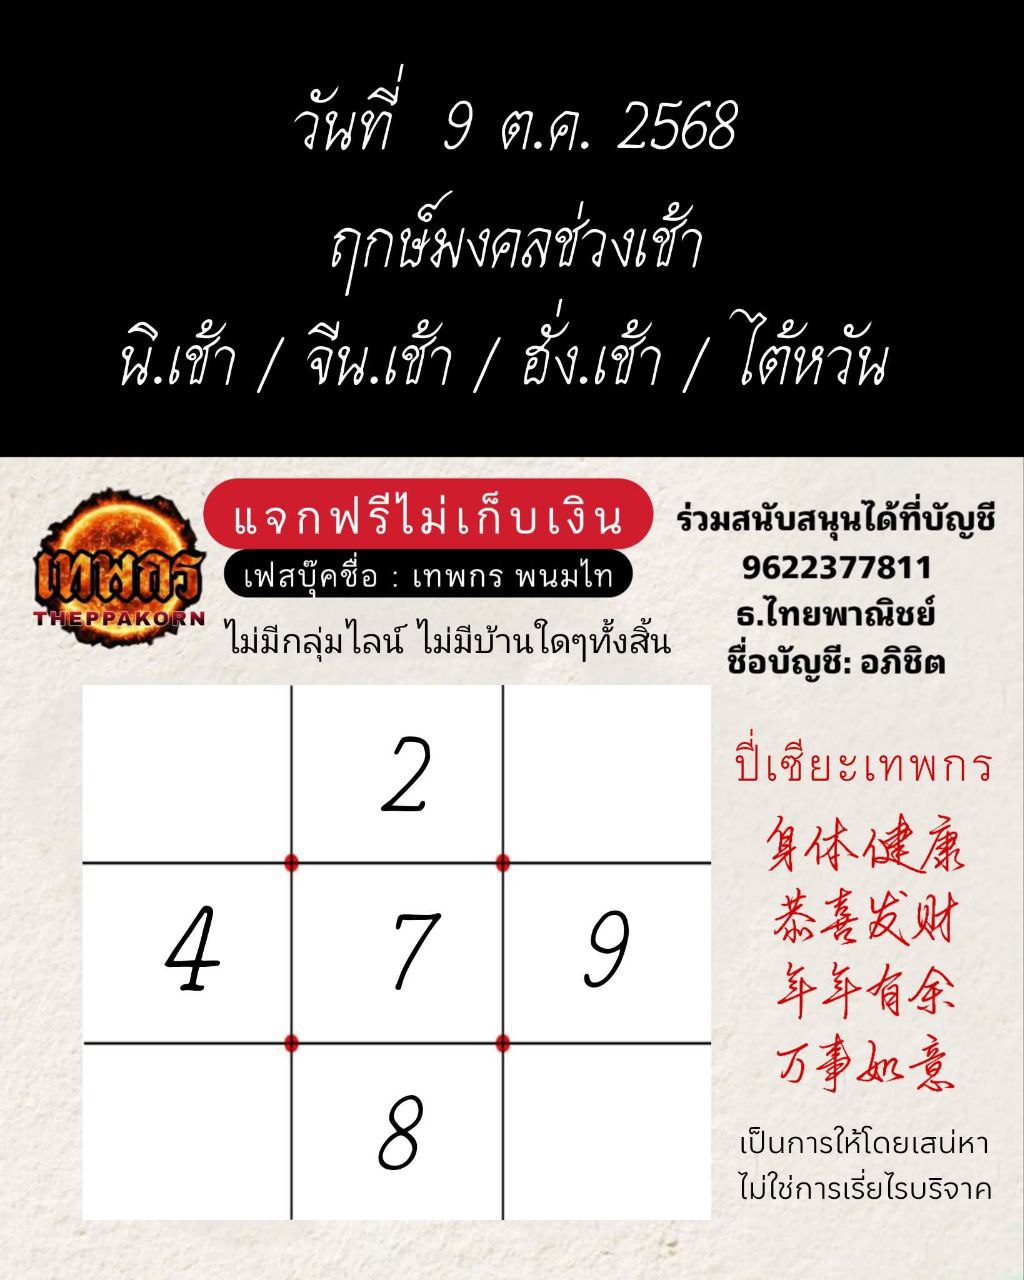 วันที่ 9 ต.ค. 2568
ฤกษ์มงคลช่วงเช้า
นิ.เช้า / จีน.เช้า / ฮั่ง.เช้า / ไต้หวัน
เทพกร
THEPPAKORN
แจกฟรีไม่เก็บเงิน
เฟสบุ๊คชื่อ : เทพกร พนมไท
ไม่มีกลุ่มไลน์ ไม่มีบ้านใดๆทั้งสิ้น
ร่วมสนับสนุนได้ที่บัญชี
9622377811
ธ.ไทยพาณิชย์
ชื่อบัญชี: อภิชิต
2
4 7 9
8
ปี่เซียะเทพกร
身体健康
恭喜发财
年年有余
万事如意
เป็นการให้โดยเสน่หา
ไม่ใช่การเรี่ยไรบริจาค